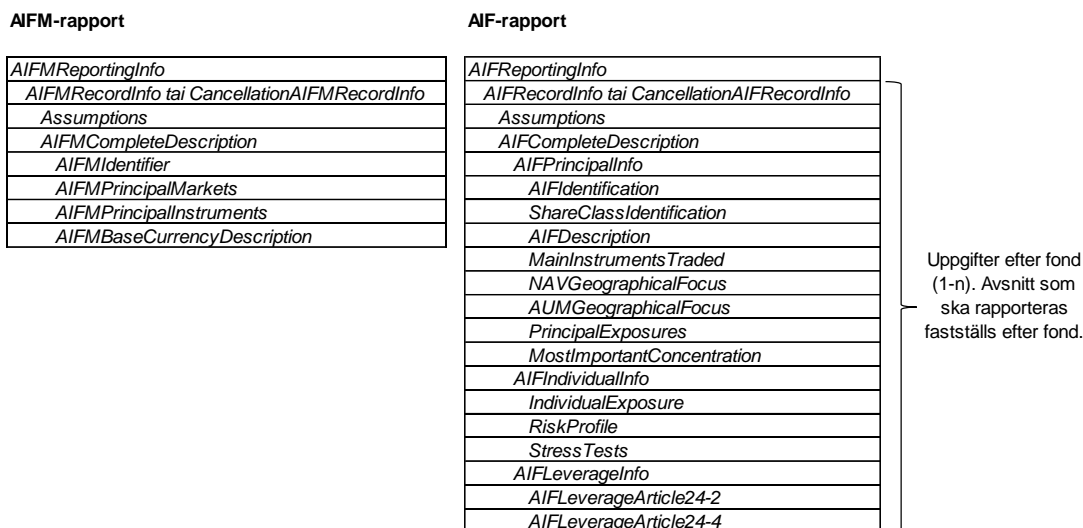 AIFM-rapport
AIFMReportingInfo
AIFMRecordInfo tai CancellationAIFMRecordInfo
Assumptions
AIFMCompleteDescription
AIFMIdentifier
AIFMPrincipalMarkets
AIFMPrincipalInstruments
AIFMBaseCurrencyDescription
AIF-rapport
AIFReportingInfo
AIFRecordInfo tai CancellationAIFRecordInfo
Assumptions
AIFCompleteDescription
AIFPrincipalInfo
AIFIdentification
ShareClassIdentification
AIFDescription
MainInstrumentsTraded
NAVGeographicalFocus
AUMGeographicalFocus
PrincipalExposures
MostImportantConcentration
AIFIndividualInfo
IndividualExposure
RiskProfile
StressTests
AIFLeverageInfo
AIFLeverageArticle24-2
AIFLeverageArticle24-4
Uppgifter efter fond
(1-n). Avsnitt som
ska rapporteras
fastställs efter fond.